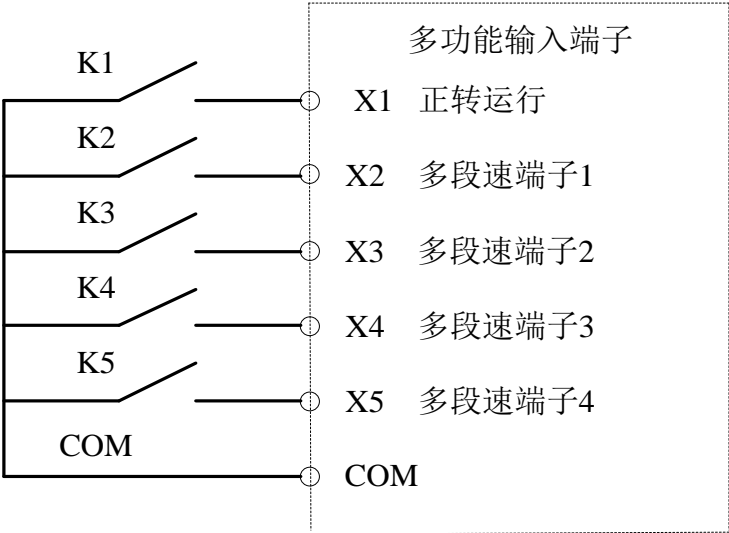 多功能输入端子
K1
X1 正转运行
K2
X2 多段速端子1
K3
X3 多段速端子2
K4
X4 多段速端子3
K5
X5 多段速端子4
COM
COM